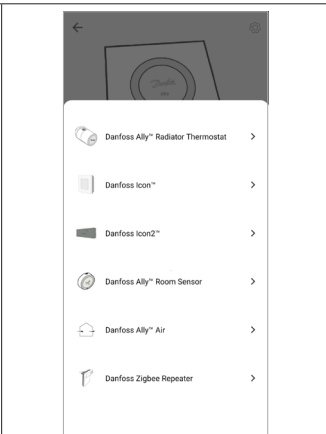 Danfoss Ally™ Radiator Thermostat
Danfoss Icon™
Danfoss Icon2™
Danfoss Ally™ Room Sensor
Danfoss Ally™ Air
Danfoss Zigbee Repeater